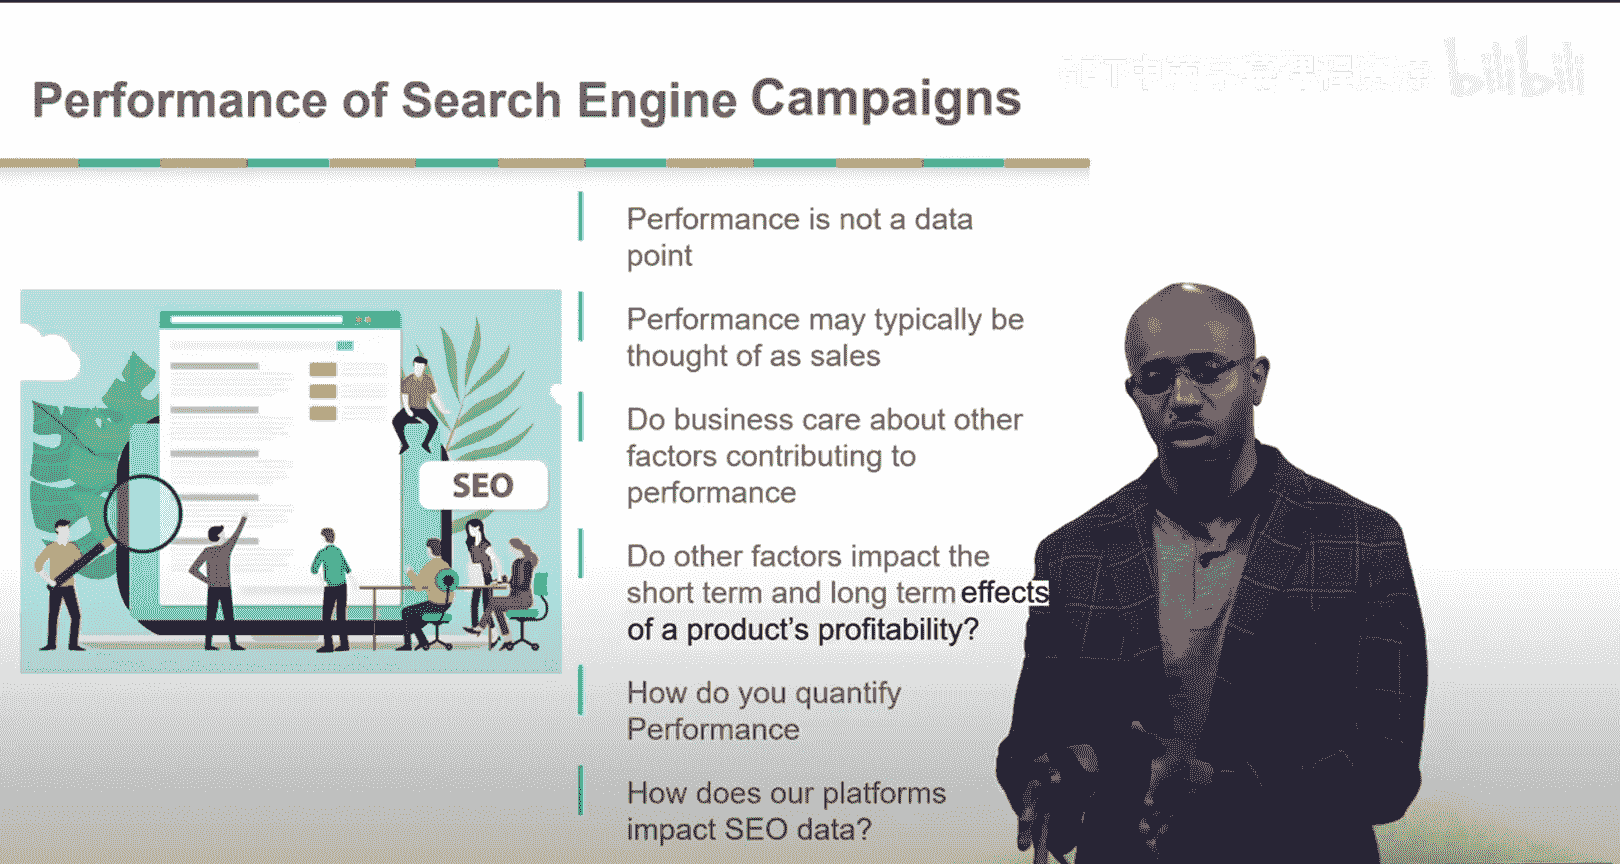 bilibili
Performance of Search Engine Campaigns
Performance is not a data
point
Performance may typically be
thought of as sales
Do business care about other
factors contributing to
performance
Do other factors impact the
short term and long term effects
of a product's profitability?
SEO
How do you quantify
Performance
How does our platforms
impact SEO data?